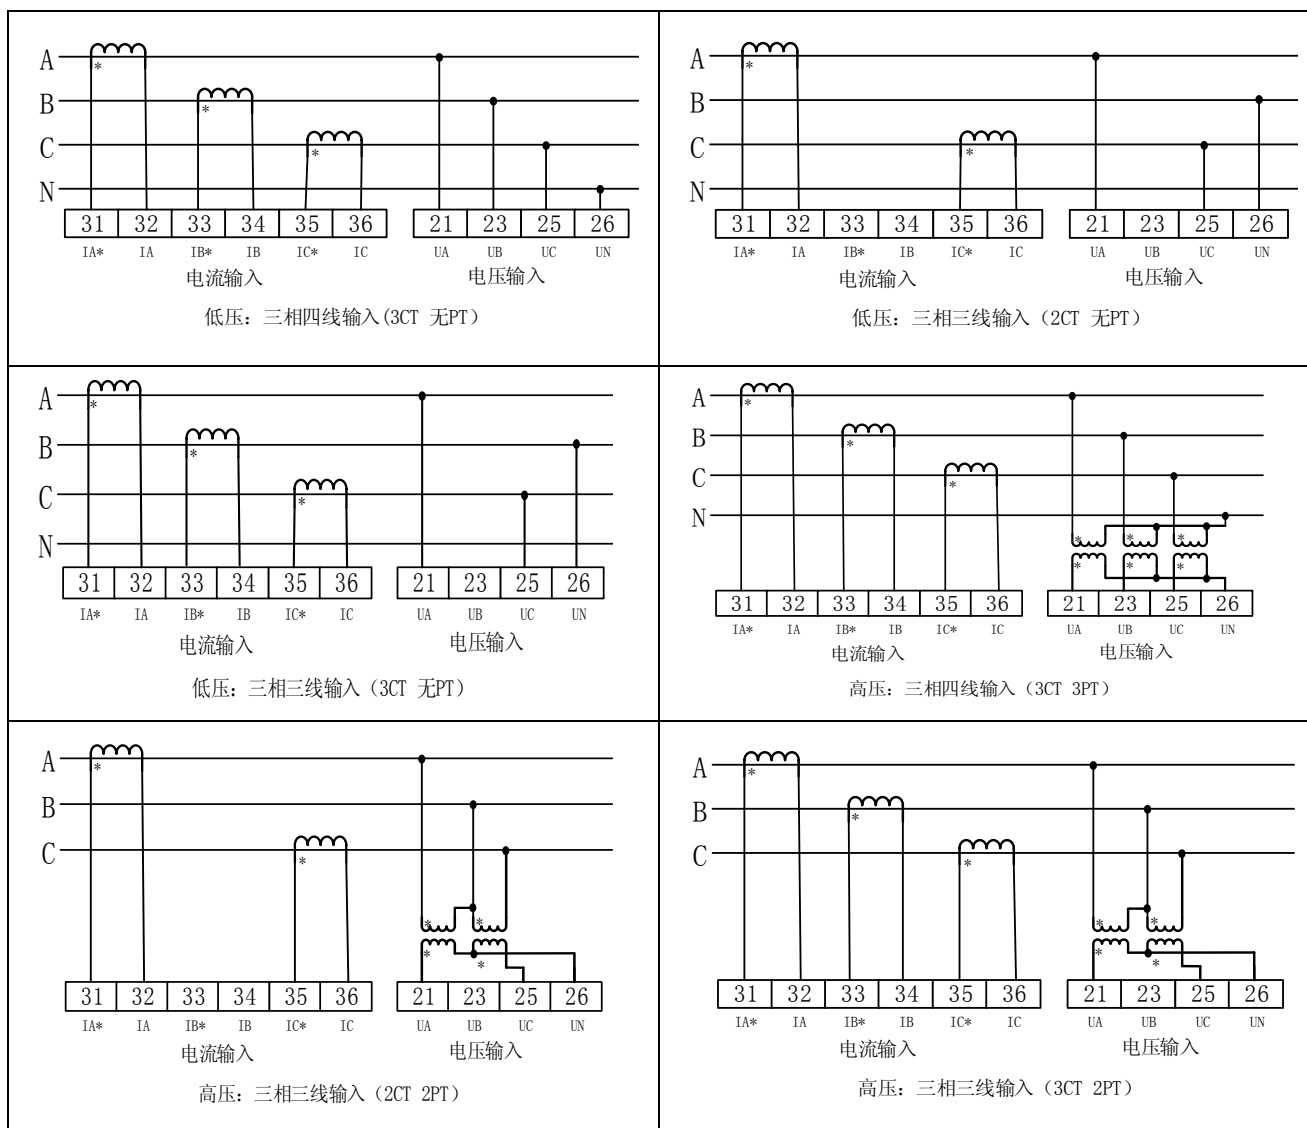 A
*
B
*
C
*
N
31 32 33 34 35 36 21 23 25 26
IA* IA IB* IB IC* IC UA UB UC UN
电流输入 电压输入
低压：三相四线输入(3CT 无PT）
A
*
B
C
*
N
31 32 33 34 35 36 21 23 25 26
IA* IA IB* IB IC* IC UA UB UC UN
电流输入 电压输入
低压：三相三线输入（2CT 无PT）
A
*
B
*
C
*
N
31 32 33 34 35 36 21 23 25 26
IA* IA IB* IB IC* IC UA UB UC UN
电流输入 电压输入
低压：三相三线输入（3CT 无PT）
A
*
B
*
C
*
N
* * *
* * *
31 32 33 34 35 36 21 23 25 26
IA* IA IB* IB IC* IC UA UB UC UN
电流输入 电压输入
高压：三相四线输入（3CT 3PT）
A
*
B
C
*
* *
* *
31 32 33 34 35 36 21 23 25 26
IA* IA IB* IB IC* IC UA UB UC UN
电流输入 电压输入
高压：三相三线输入（2CT 2PT）
A
*
B
*
C
*
* *
* *
31 32 33 34 35 36 21 23 25 26
IA* IA IB* IB IC* IC UA UB UC UN
电流输入 电压输入
高压：三相三线输入（3CT 2PT）